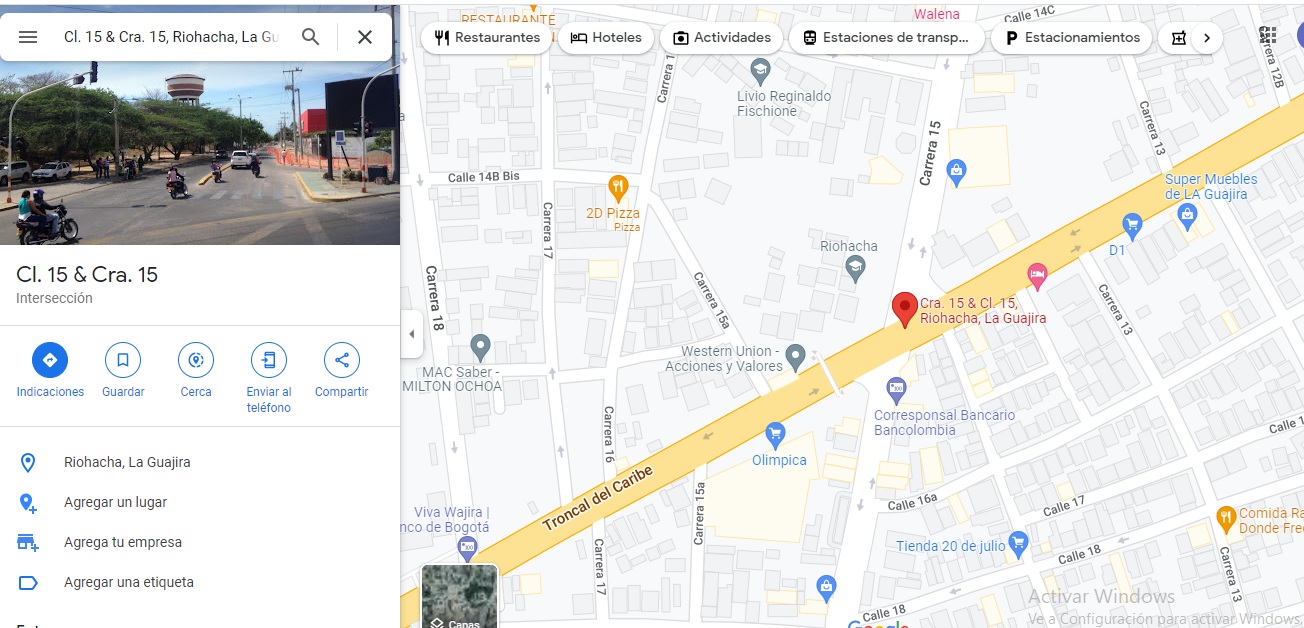 Cl. 15 & Cra. 15, Riohacha, La Gu
Cl. 15 & Cra. 15
Intersección
Indicaciones
Guardar
Cerca
Enviar al
teléfono
Compartir
Riohacha, La Guajira
Agregar un lugar
Agrega tu empresa
Agregar una etiqueta
RESTAURANTE
Walena
Calle 14C
Restaurantes
Hoteles
Actividades
Estaciones de transp...
Estacionamientos
Carrera 12B
Carrera 1
Livio Reginaldo
Fischione
Carrera 15
Carrera 13
Calle 14B Bis
2D Pizza
Pizza
Super Muebles
de LA Guajira
D1
Carrera 17
Riohacha
Carrera 18
Carrera 15a
Cra. 15 & Cl. 15,
Riohacha, La Guajira
Carrera 13
Western Union -
Acciones y Valores
MAC Saber -
MILTON OCHOA
Corresponsal Bancario
Bancolombia
Carrera 16
Olimpica
Calle 1
Troncal del Caribe
Carrera 15a
Calle 16a
Calle 17
Viva Wajira |
nco de Bogotá
Comida Ra
Donde Fre
Tienda 20 de julio
Calle 18
Carrera 17
Carrera 13
Calle 18
Capas
Google
Activar Windows
Ve a Configuración para activar Windows.